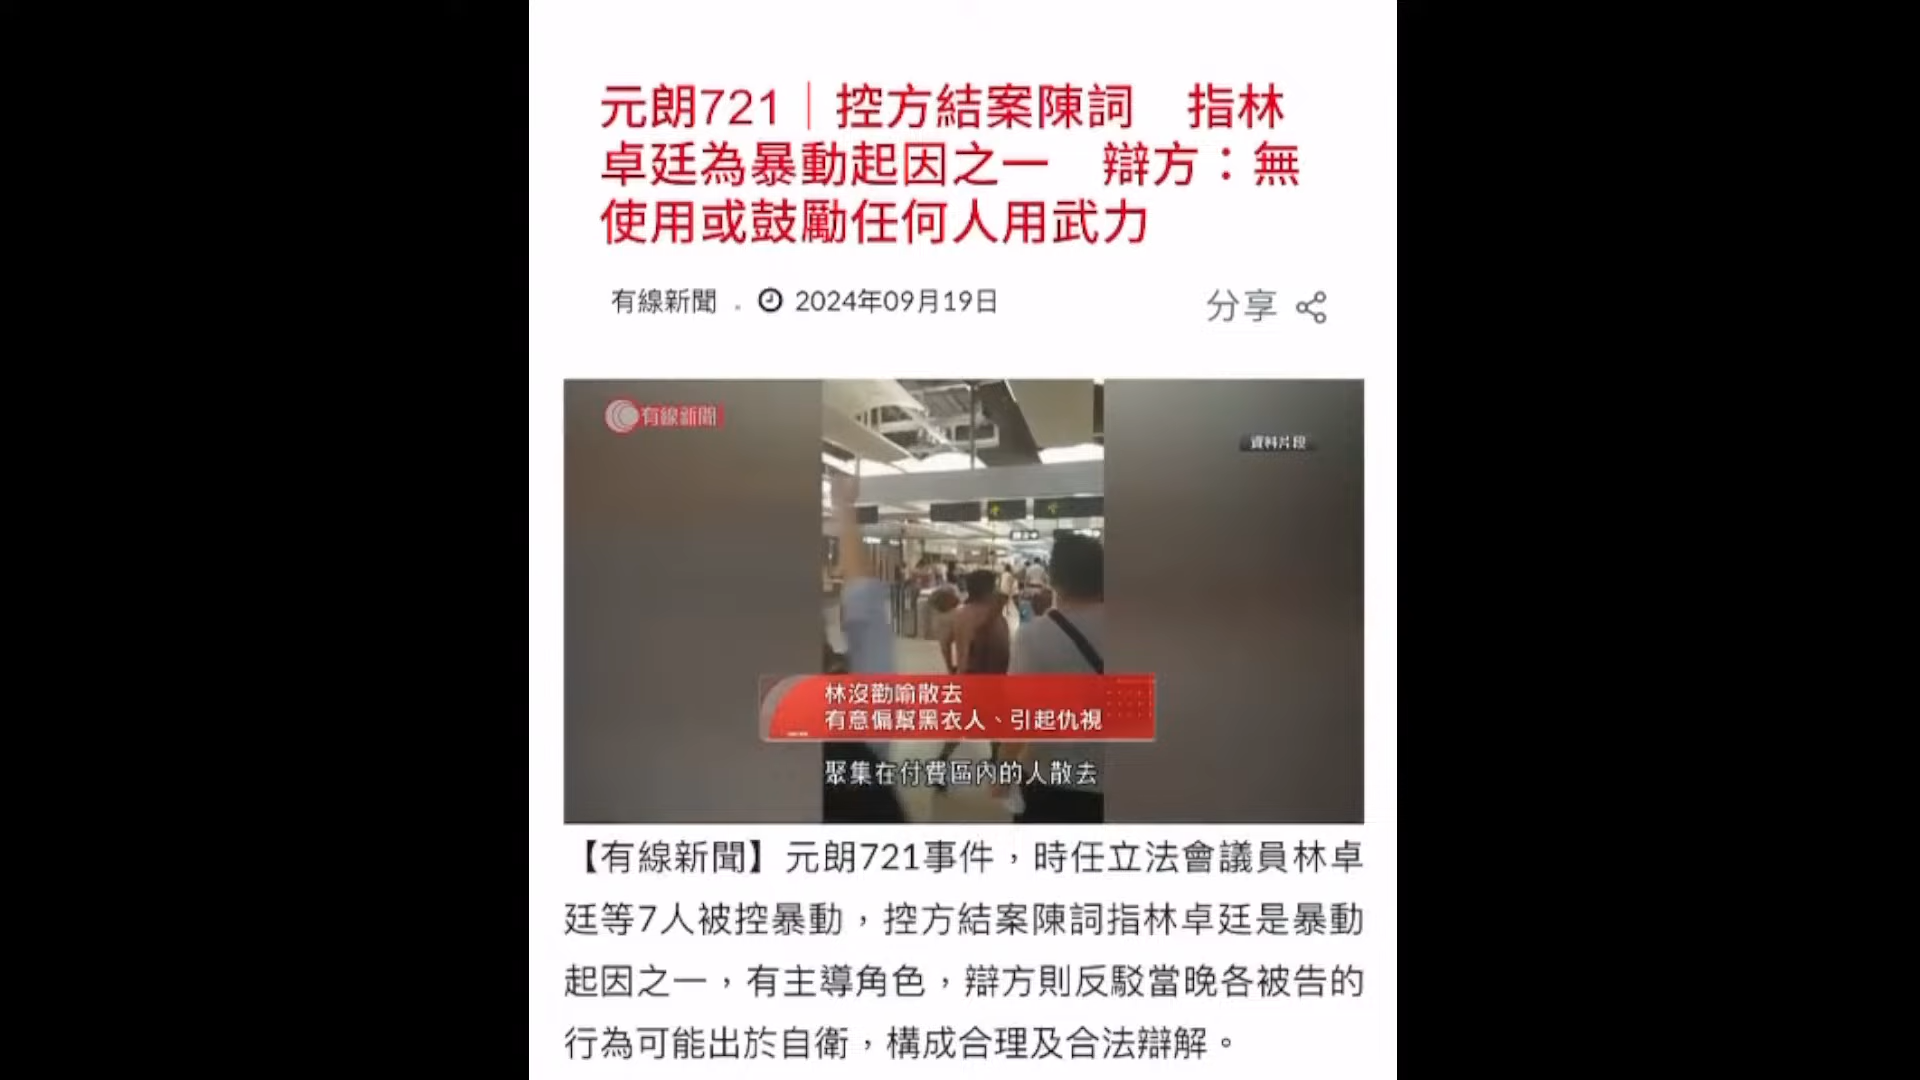 元朗721｜控方結案陳詞　指林
卓廷為暴動起因之一　辯方：無
使用或鼓勵任何人用武力
有線新聞 . 2024年09月19日
分享
有線新聞
資料片段
林沒勸喻散去
有意偏幫黑衣人、引起仇視
聚集在付費區內的人散去
【有線新聞】元朗721事件，時任立法會議員林卓
廷等7人被控暴動，控方結案陳詞指林卓廷是暴動
起因之一，有主導角色，辯方則反駁當晚各被告的
行為可能出於自衛，構成合理及合法辯解。